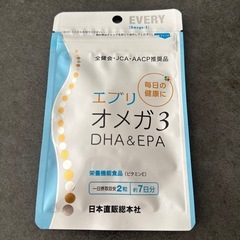 EVERY
Omega-3
全健会・JCA・AACP推奨品
毎日の
健康に
エブリ
オメガ3
DHA&EPA
栄養機能食品(ビタミンE)
一日摂取目安2粒 約7日分
日本直販総本社